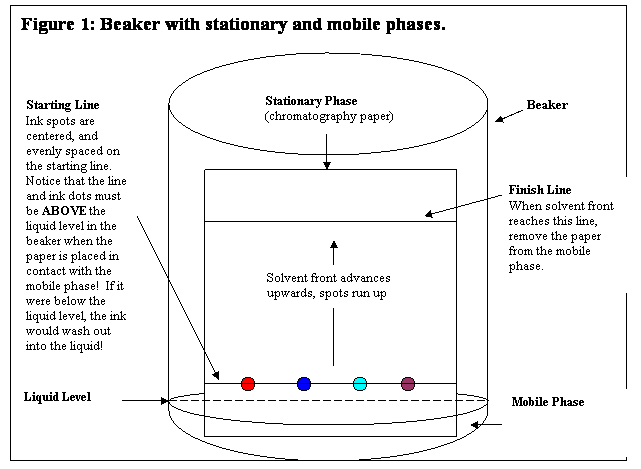 Figure 1: Beaker with stationary and mobile phases.
Starting Line
Ink spots are
centered, and
evenly spaced on
the starting line.
Notice that the line
and ink dots must
be ABOVE the
liquid level in the
beaker when the
paper is placed in
contact with the
mobile phase!  If it
were below the
liquid level, the ink
would wash out
into the liquid!
Stationary Phase
(chromatography paper)
Beaker
Finish Line
When solvent front
reaches this line,
remove the paper
from the mobile
phase.
Solvent front advances
upwards, spots run up
Liquid Level
Mobile Phase